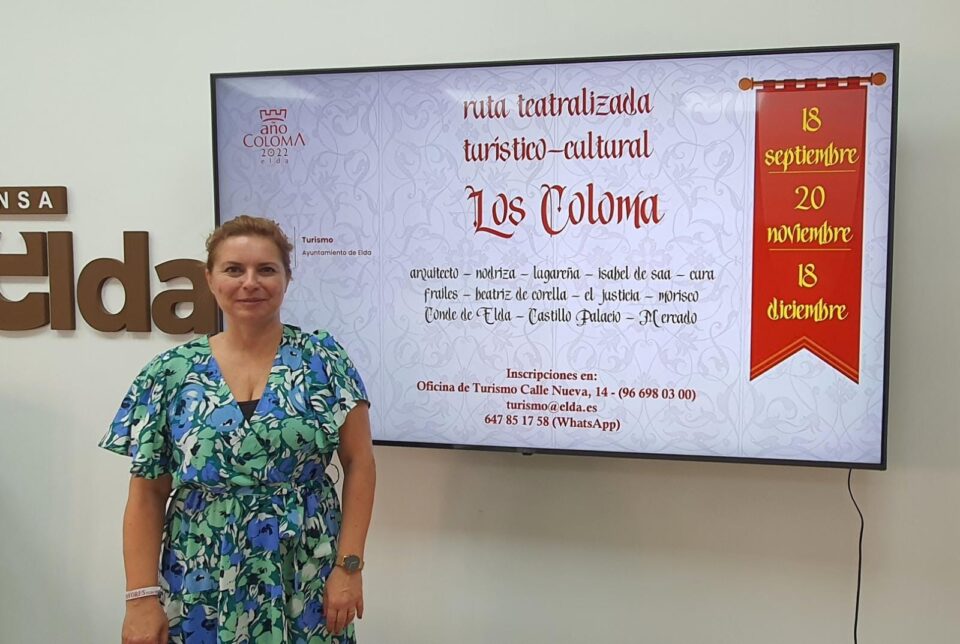 NSA
elda
año
COLOMA
2022
elda
Turismo
Ayuntamiento de Elda
ruta teatralizada
turístico-cultural
Los Coloma
arquitecto - nodriza - lugareña - isabel de saa - cura
frailes - beatriz de corella - el justicia - morisco
Conde de Elda - Castillo Palacio - Mercado
Inscripciones en:
Oficina de Turismo Calle Nueva, 14 - (96 698 03 00)
turismo@elda.es
647 85 17 58 (WhatsApp)
18
septiembre
20
noviembre
18
diciembre